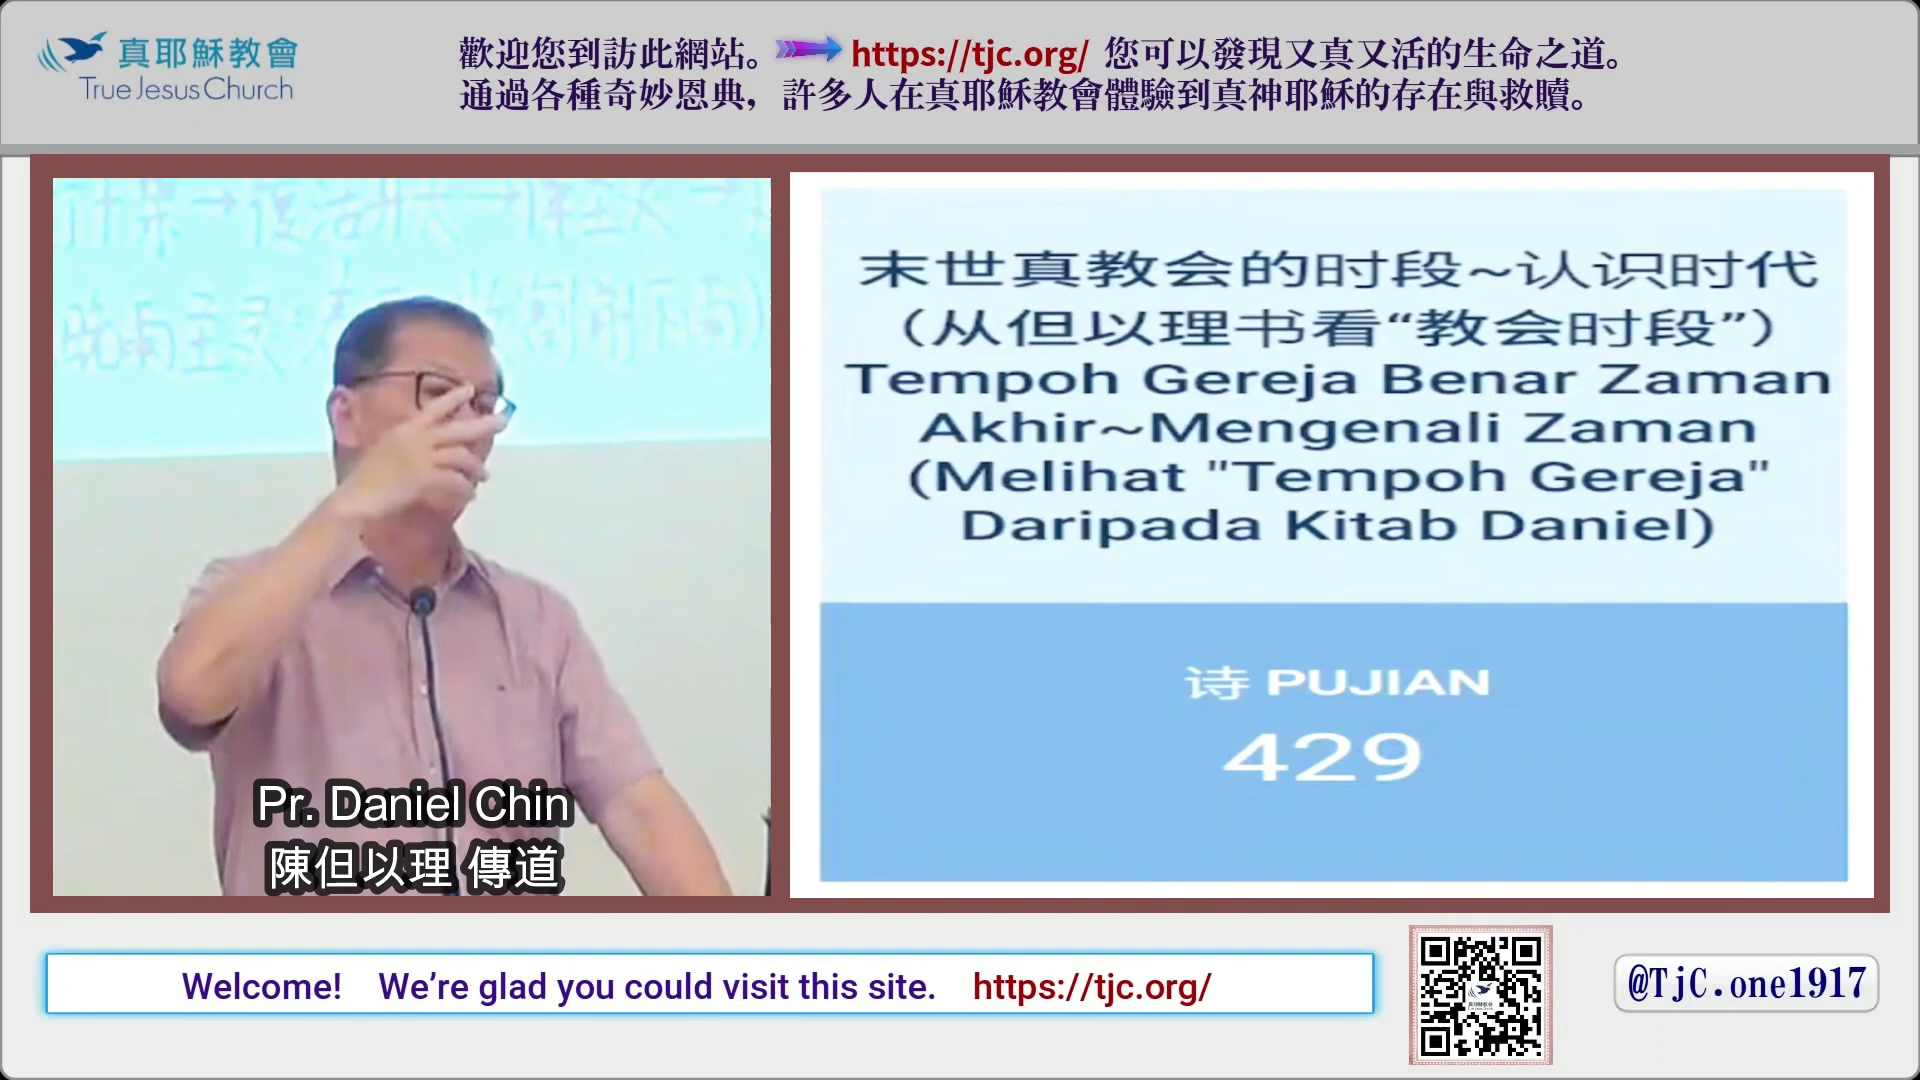 真耶穌教會
True Jesus Church
歡迎您到訪此網站。 https://tjc.org/ 您可以發現又真又活的生命之道。
通過各種奇妙恩典，許多人在真耶穌教會體驗到真神耶穌的存在與救贖。
末世真教会的时段~认识时代
（从但以理书看“教会时段”）
Tempoh Gereja Benar Zaman
Akhir~Mengenali Zaman
(Melihat "Tempoh Gereja"
Daripada Kitab Daniel)
诗 PUJIAN
429
Pr. Daniel Chin
陳但以理 傳道
Welcome! We’re glad you could visit this site. https://tjc.org/
@TjC.one1917